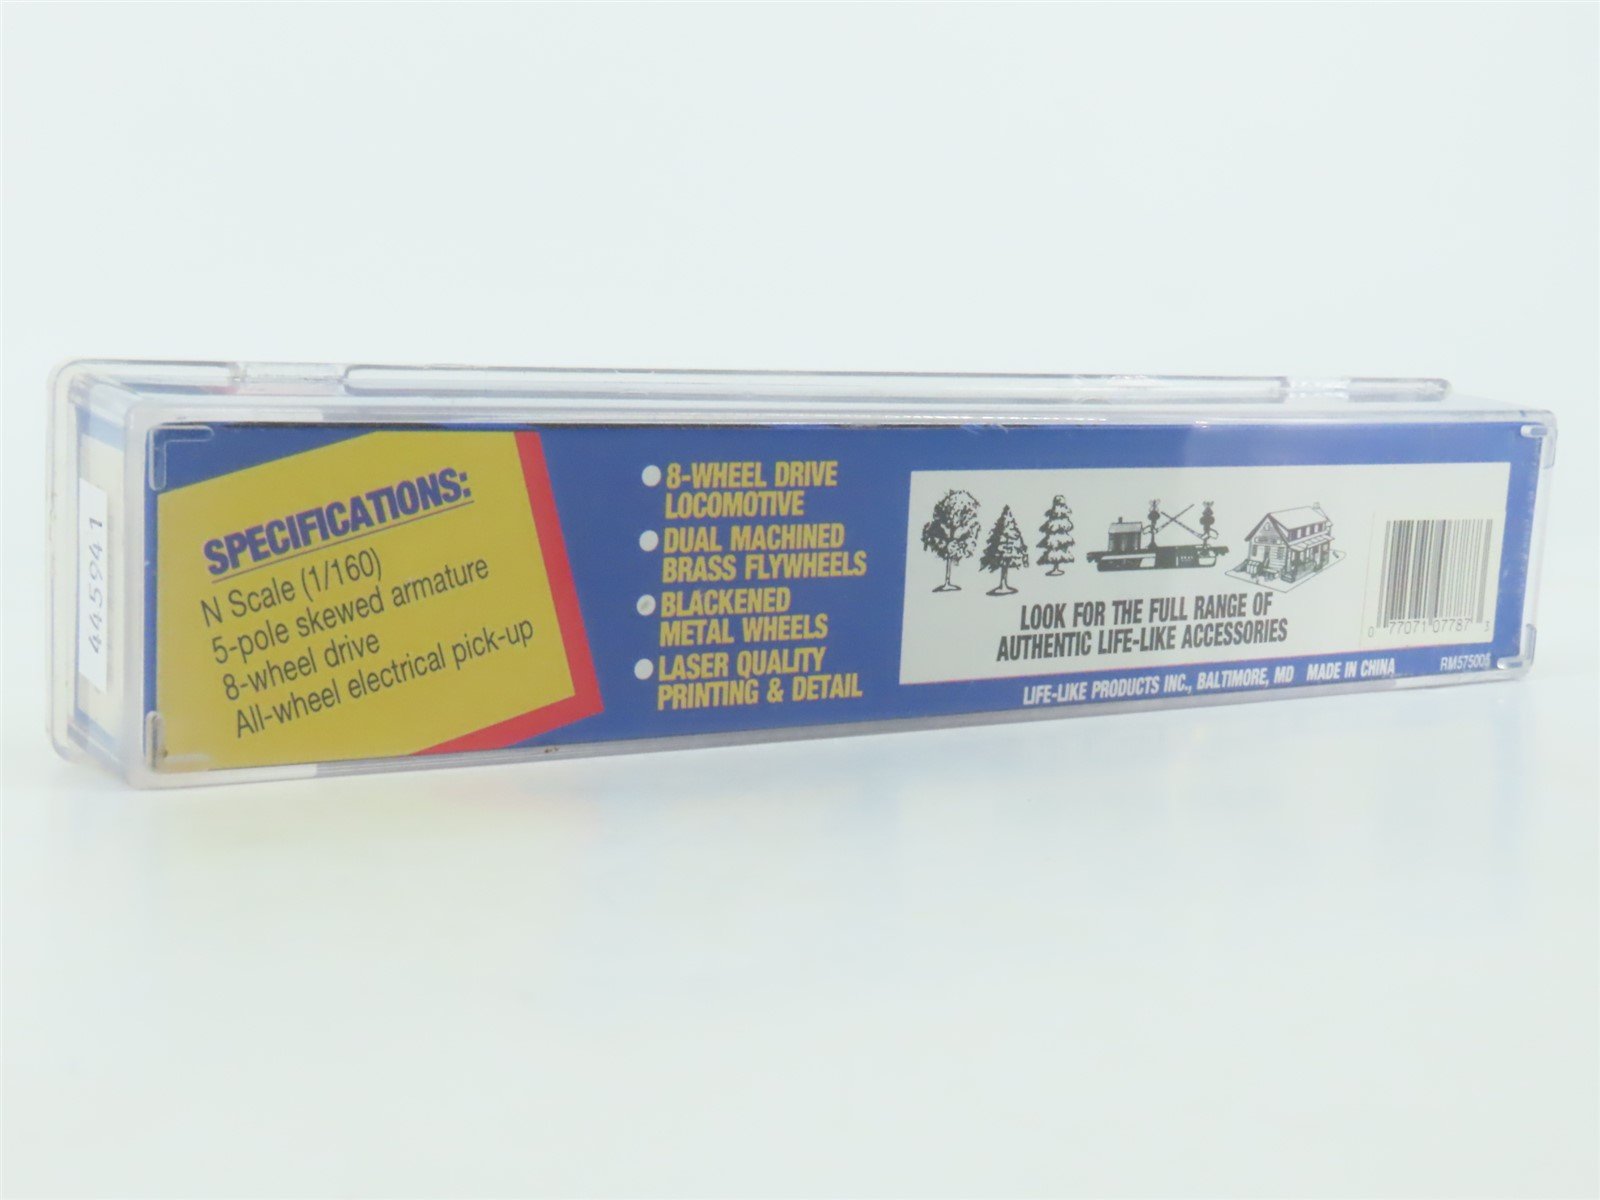 445941
SPECIFICATIONS:
N Scale (1/160)
5-pole skewed armature
8-wheel drive
All-wheel electrical pick-up
8-WHEEL DRIVE
LOCOMOTIVE
DUAL MACHINED
BRASS FLYWHEELS
BLACKENED
METAL WHEELS
LASER QUALITY
PRINTING & DETAIL
LOOK FOR THE FULL RANGE OF
AUTHENTIC LIFE-LIKE ACCESSORIES
0 77071 07787 3
LIFE-LIKE PRODUCTS INC., BALTIMORE, MD MADE IN CHINA
RM575005